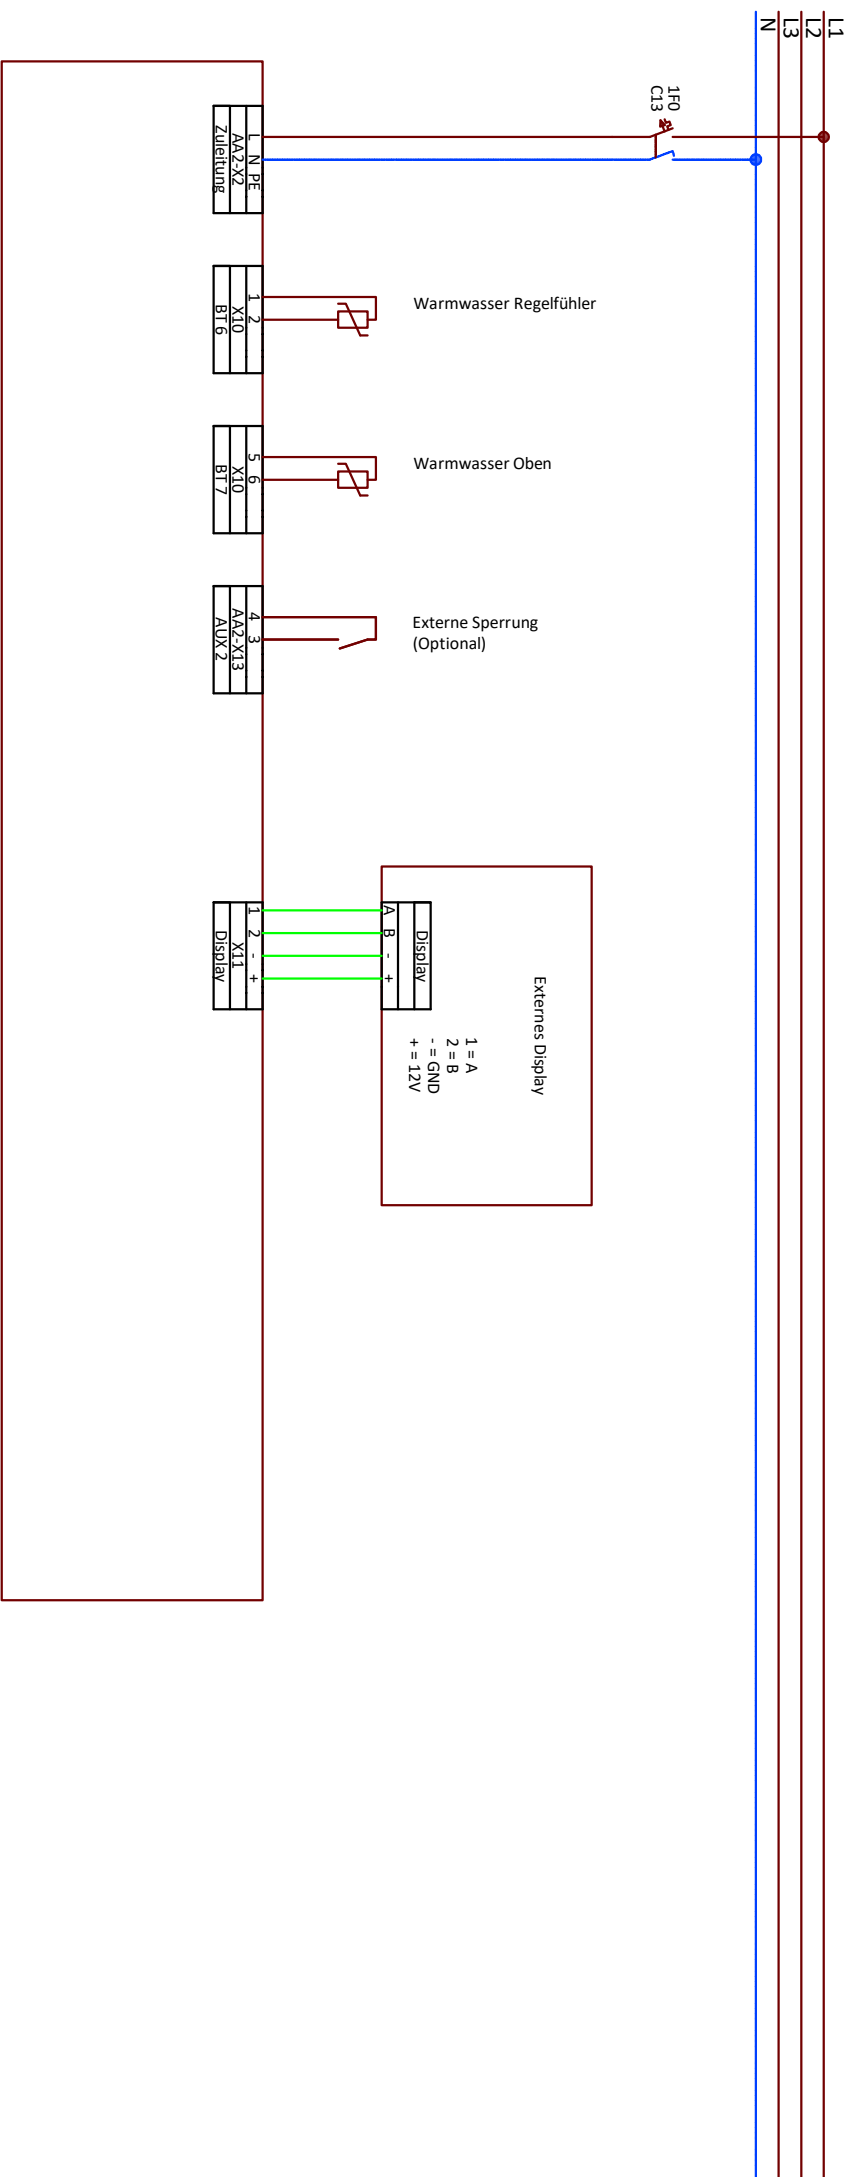 L1
L2
L3
N
1F0
C13
L N PE
AA2-X2
Zuleitung
Warmwasser Regelfühler
1 2
X10
BT 6
Warmwasser Oben
5 6
X10
BT 7
Externe Sperrung
(Optional)
4 3
AA2-X13
AUX 2
Externes Display
Display
A B - +
1 = A
2 = B
- = GND
+ = 12V
1 2 - +
X11
Display